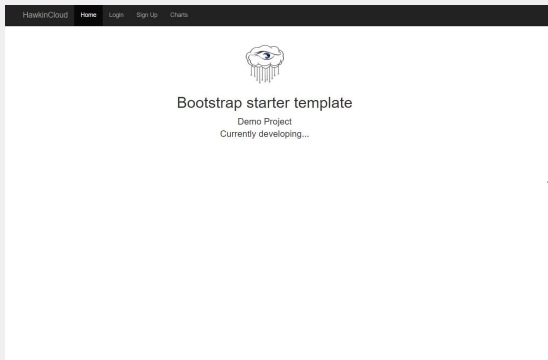 HawkinCloud Home Login Sign Up Charts
Bootstrap starter template
Demo Project
Currently developing...